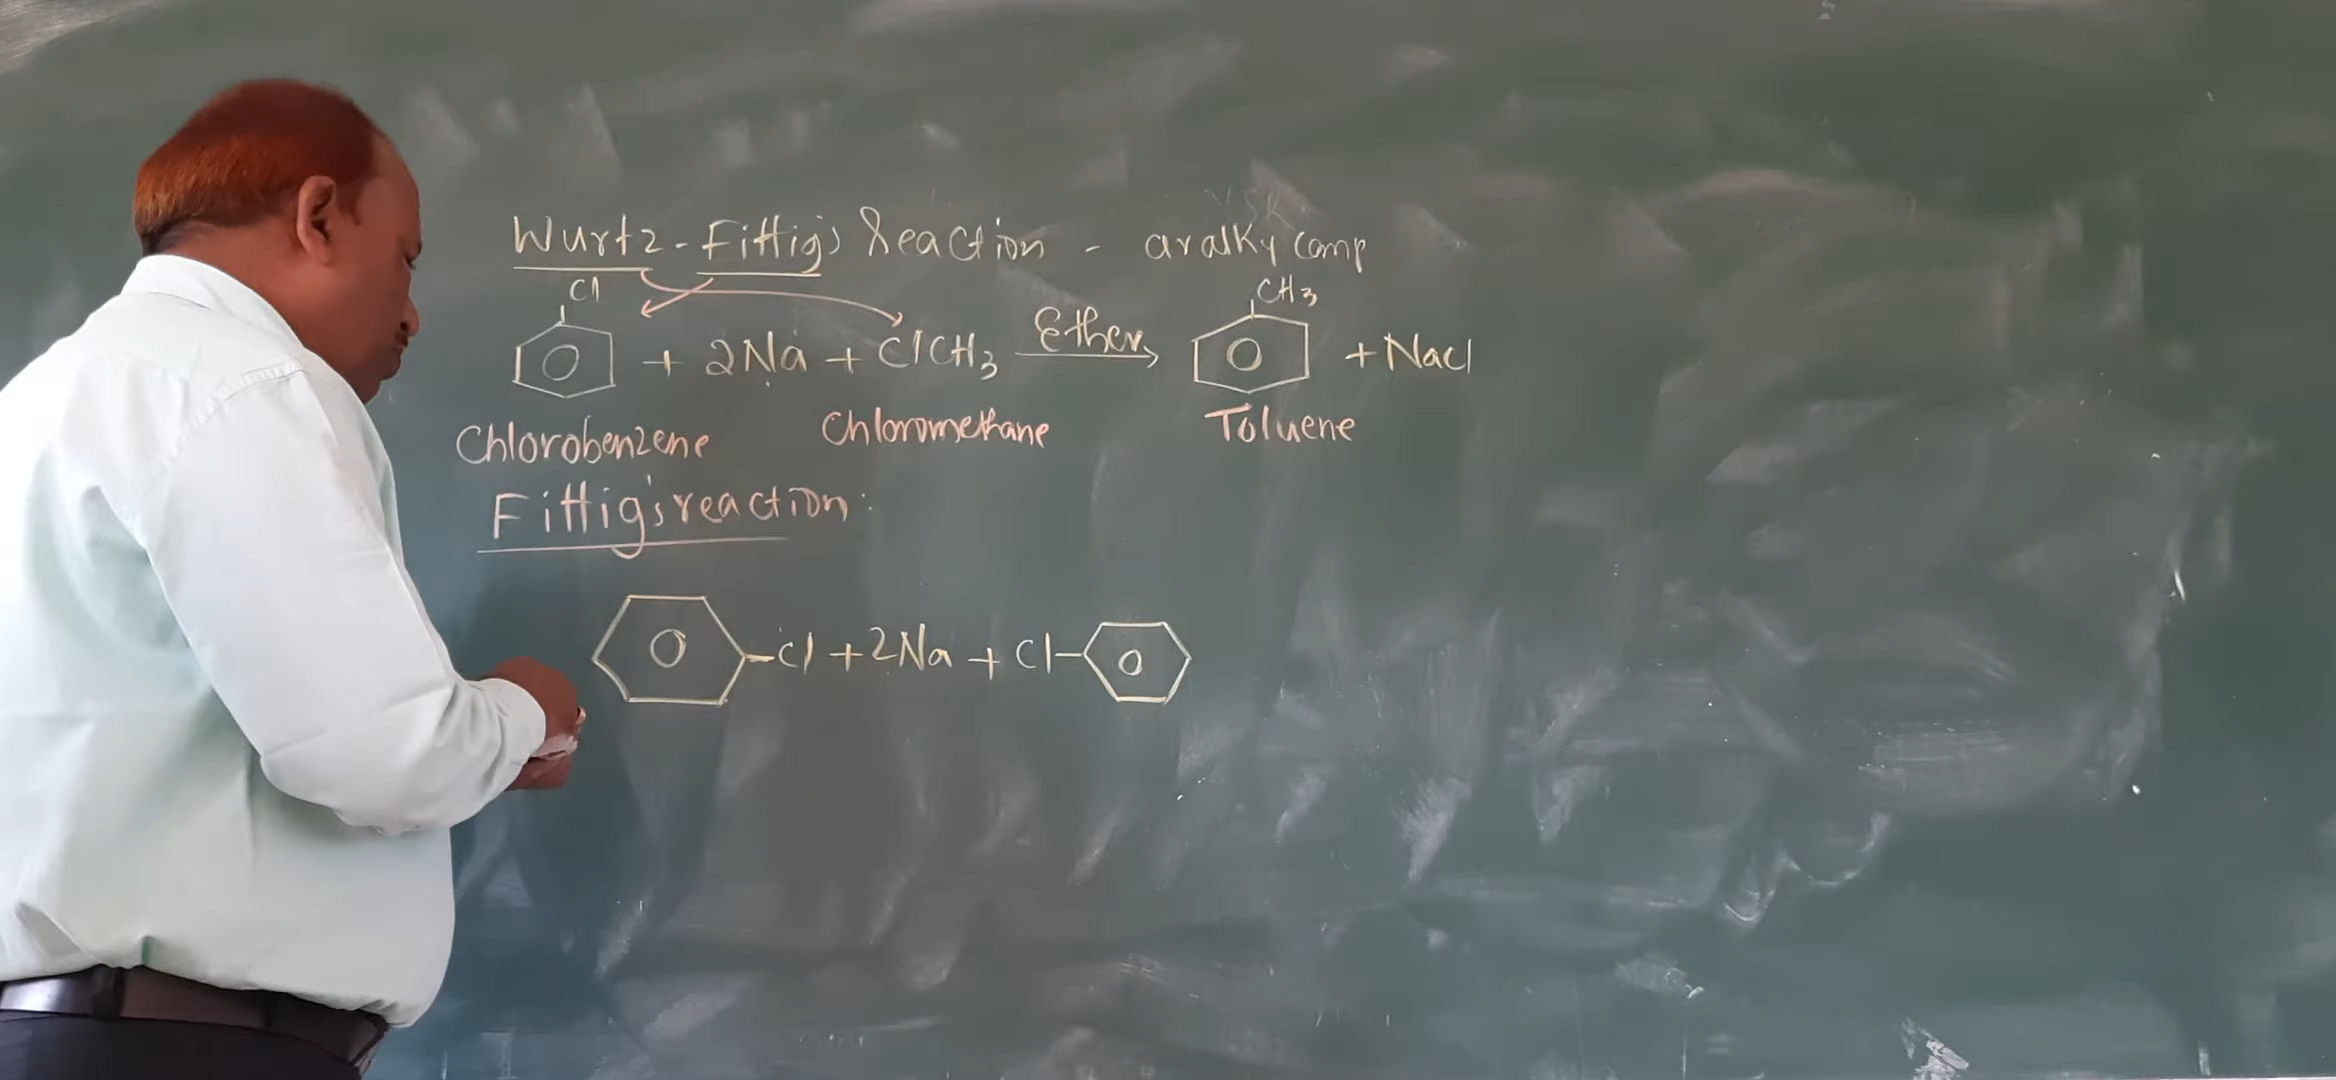 Wurtz-Fittig's Reaction - aralky comp
Cl CH3
+ 2Na + ClCH3 Ether + Nacl
Chlorobenzene Chloromethane Toluene
Fittig's reaction:
-Cl + 2Na + Cl-